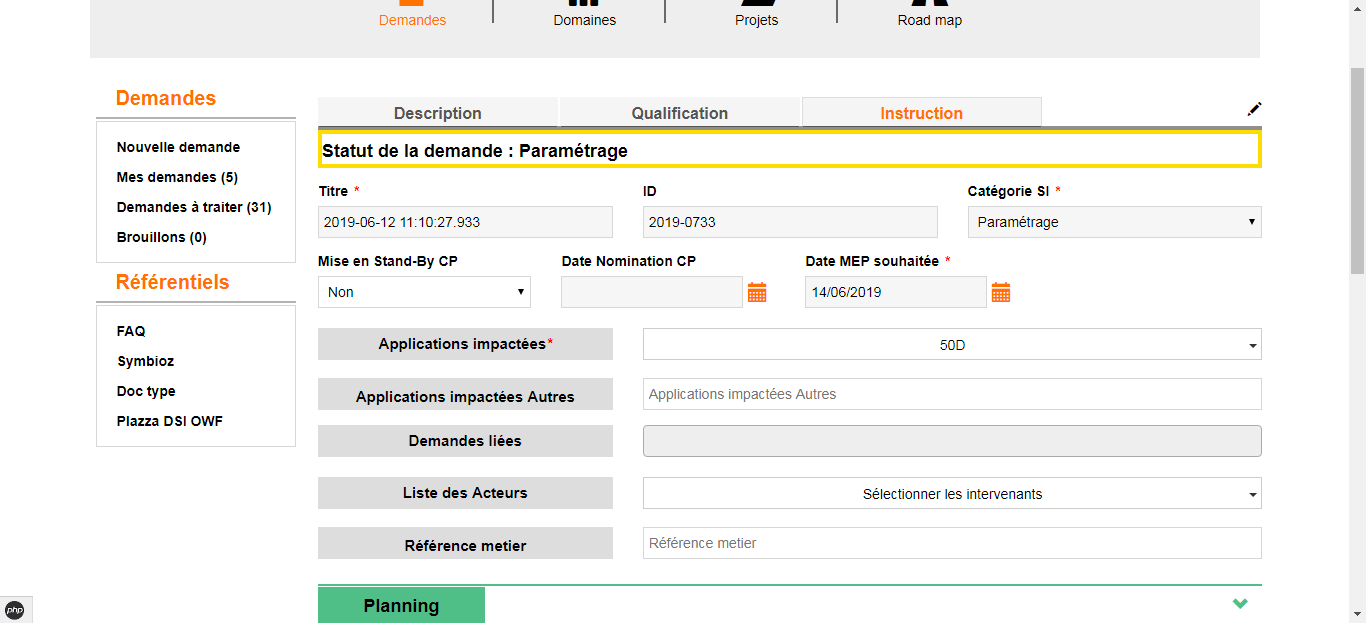 Demandes
Domaines
Projets
Road map
Demandes
Nouvelle demande
Mes demandes (5)
Demandes à traiter (31)
Brouillons (0)
Référentiels
FAQ
Symbioz
Doc type
Plazza DSI OWF
Description
Qualification
Instruction
Statut de la demande : Paramétrage
Titre *
ID
Catégorie SI *
2019-06-12 11:10:27.933
2019-0733
Paramétrage
Mise en Stand-By CP
Date Nomination CP
Date MEP souhaitée *
Non
14/06/2019
Applications impactées*
50D
Applications impactées Autres
Applications impactées Autres
Demandes liées
Liste des Acteurs
Sélectionner les intervenants
Référence metier
Référence metier
Planning
php